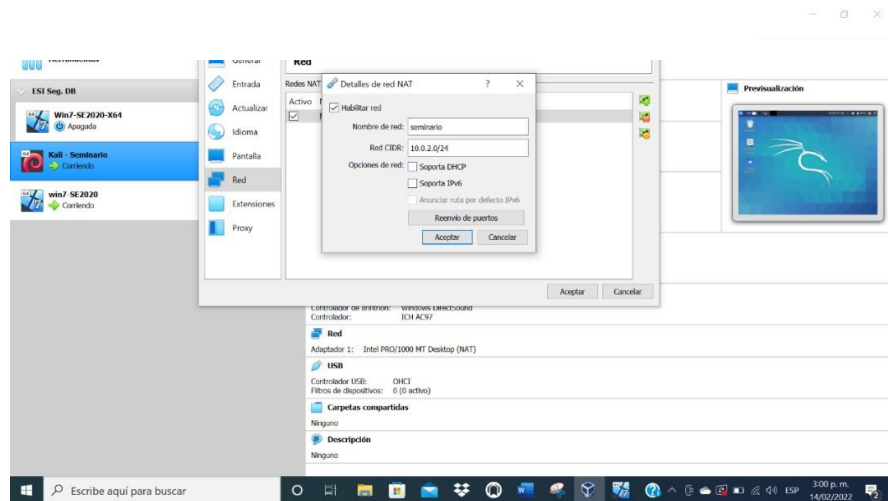 General
Red
ESI Seg. DB
Win7-SE2020-X64
Apagada
Kali - Seminario
Corriendo
win7-SE2020
Corriendo
Entrada
Actualizar
Idioma
Pantalla
Red
Extensiones
Proxy
Redes NAT
Activo
Detalles de red NAT
Habilitar red
Nombre de red: seminario
Red CIDR: 10.0.2.0/24
Opciones de red: Soporta DHCP
Soporta IPv6
Anunciar ruta por defecto IPv6
Reenvío de puertos
Aceptar Cancelar
Aceptar Cancelar
Previsualización
Controlador de anfitrión: Windows DirectSound
Controlador: ICH AC97
Red
Adaptador 1: Intel PRO/1000 MT Desktop (NAT)
USB
Controlador USB: OHCI
Filtros de dispositivos: 0 (0 activo)
Carpetas compartidas
Ninguno
Descripción
Ninguno
Escribe aquí para buscar
ESP
3:00 p. m.
14/02/2022